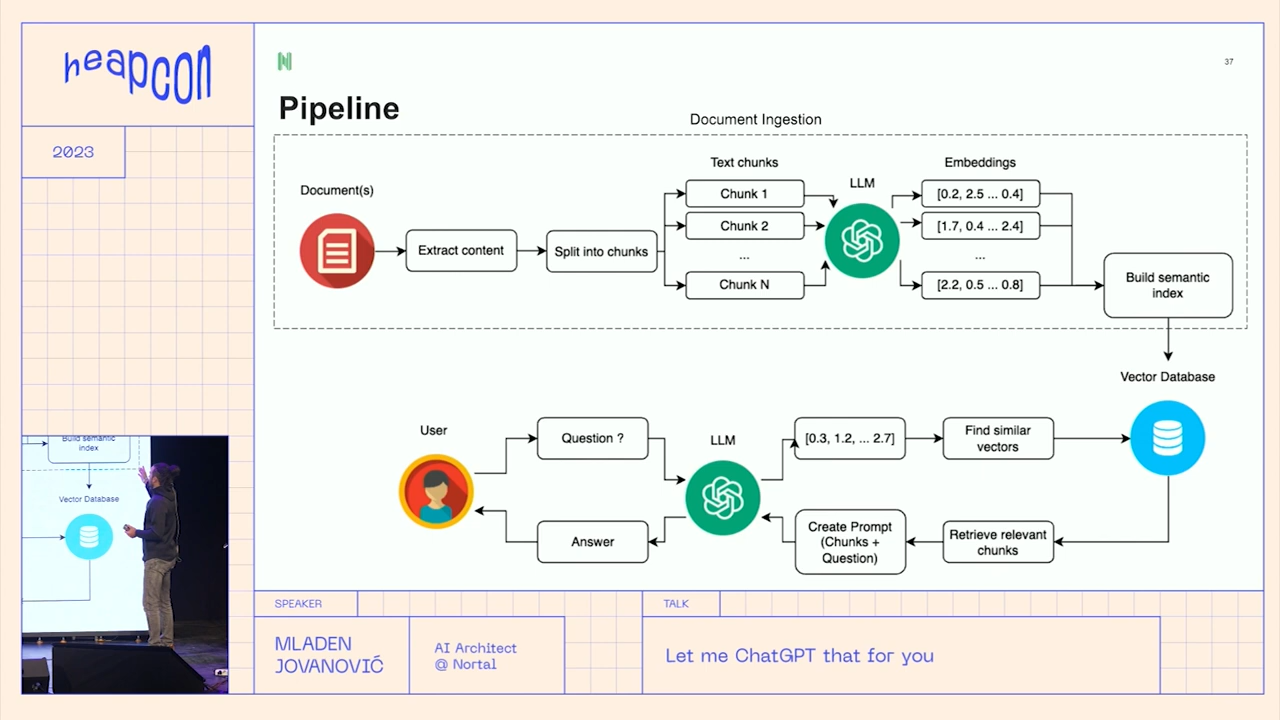 heapcon
2023
N
37
Pipeline
Document Ingestion
Document(s)
Extract content
Split into chunks
Text chunks
Chunk 1
Chunk 2
...
Chunk N
LLM
Embeddings
[0.2, 2.5 ... 0.4]
[1.7, 0.4 ... 2.4]
...
[2.2, 0.5 ... 0.8]
Build semantic
index
Vector Database
User
Question ?
LLM
[0.3, 1.2, ... 2.7]
Find similar
vectors
Answer
Create Prompt
(Chunks +
Question)
Retrieve relevant
chunks
Build semantic
index
Vector Database
SPEAKER
MLADEN
JOVANOVIĆ
AI Architect
@ Nortal
TALK
Let me ChatGPT that for you